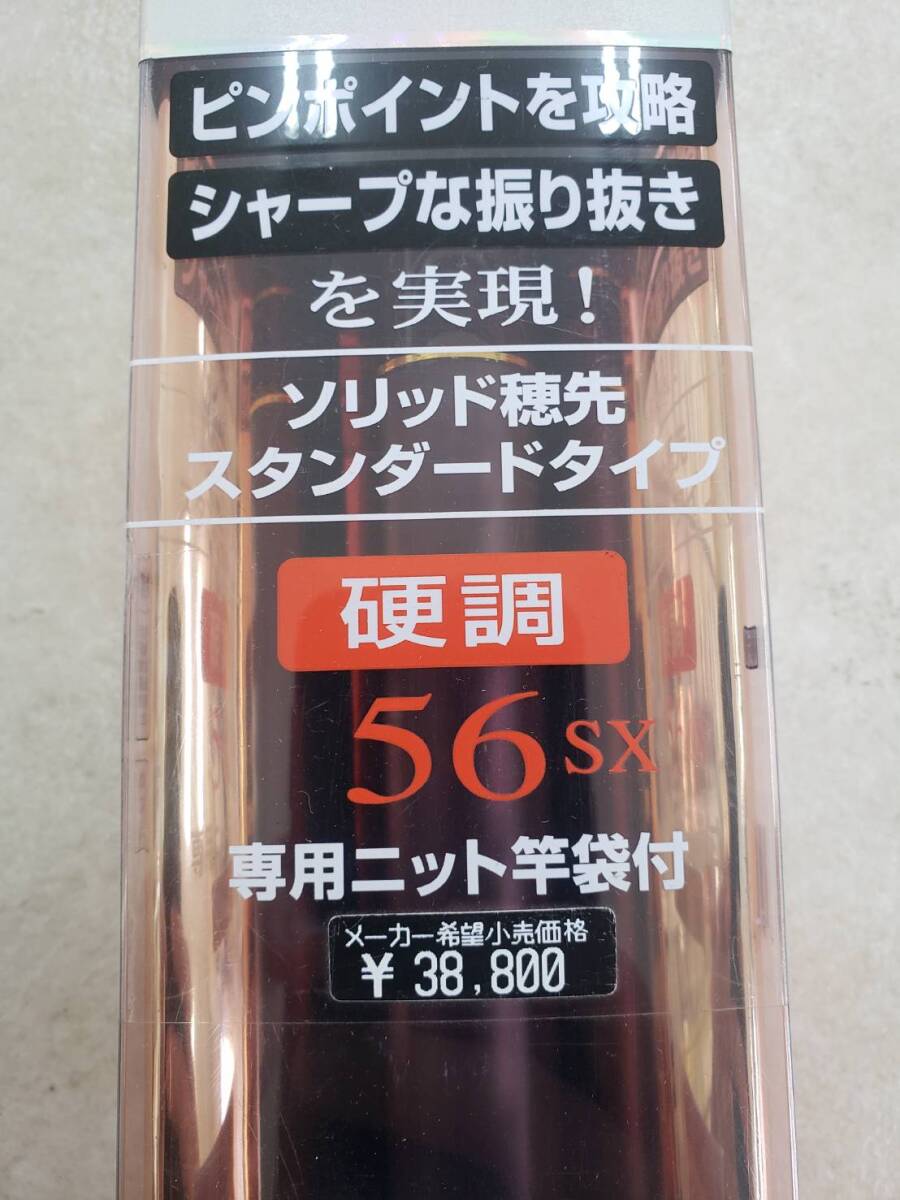 ピンポイントを攻略
シャープな振り抜き
を実現!
ソリッド穂先
スタンダードタイプ
硬調
56SX
専用ニット竿袋付
メーカー希望小売価格
¥ 38,800